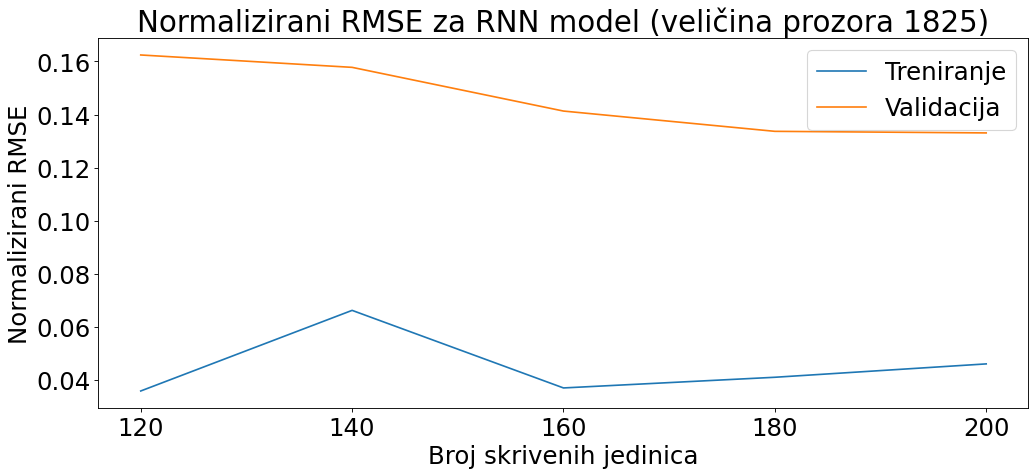 Normalizirani RMSE za RNN model (veličina prozora 1825)
Treniranje
Validacija
Normalizirani RMSE
0.16
0.14
0.12
0.10
0.08
0.06
0.04
120 140 160 180 200
Broj skrivenih jedinica